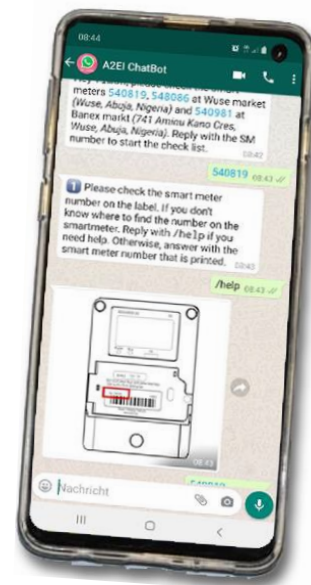 08:44
A2EI ChatBot
meters 540819, 548086 at Wuse market
(Wuse, Abuja, Nigeria) and 540981 at
Banex markt (741 Aminu Kano Cres,
Wuse, Abuja, Nigeria). Reply with the SM
number to start the check list.
08:42
540819 08:43
1 Please check the smart meter
number on the label. If you don't
know where to find the number on the
smartmeter. Reply with /help if you
need help. Otherwise, answer with the
smart meter number that is printed.
08:43
/help 08:43
08:43
540819
Nachricht